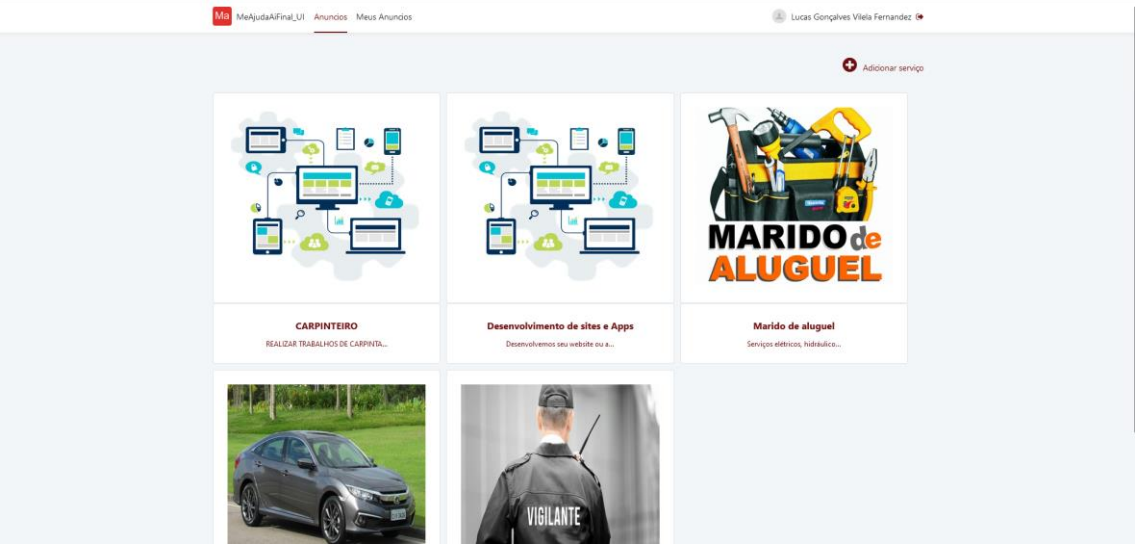 Ma MeAjudaAiFinal_UI Anuncios Meus Anuncios Lucas Gonçalves Vilela Fernandez
Adicionar serviço
MARIDO de
ALUGUEL
CARPINTEIRO
REALIZAR TRABALHOS DE CARPINTA...
Desenvolvimento de sites e Apps
Desenvolvemos seu website ou a...
Marido de aluguel
Serviços elétricos, hidráulico...
VIGILANTE